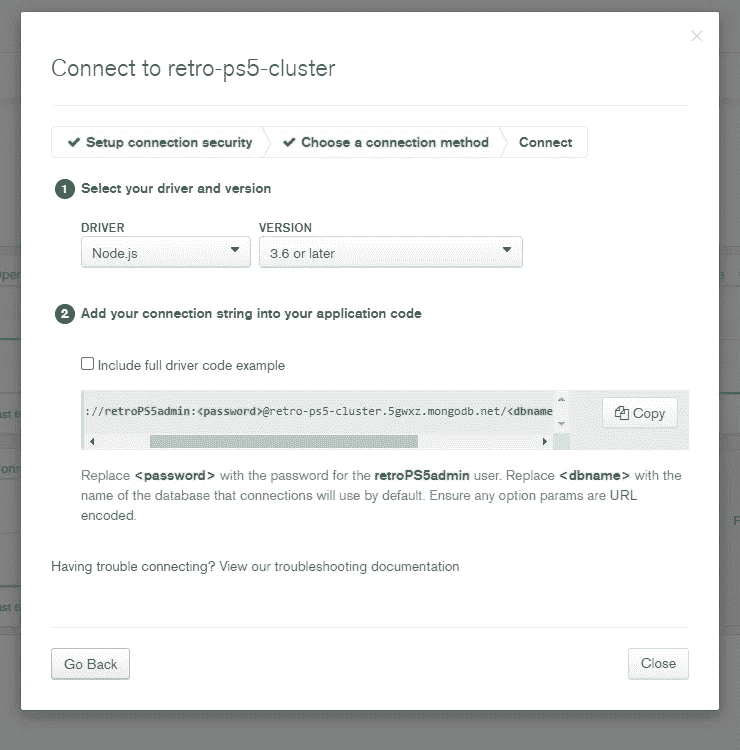 Connect to retro-ps5-cluster
✔ Setup connection security ✔ Choose a connection method Connect
1 Select your driver and version
DRIVER VERSION
Node.js 3.6 or later
2 Add your connection string into your application code
Include full driver code example
://retroPS5admin:<password>@retro-ps5-cluster.5gwxz.mongodb.net/<dbname
Copy
Replace <password> with the password for the retroPS5admin user. Replace <dbname> with the
name of the database that connections will use by default. Ensure any option params are URL
encoded.
Having trouble connecting? View our troubleshooting documentation
Go Back Close